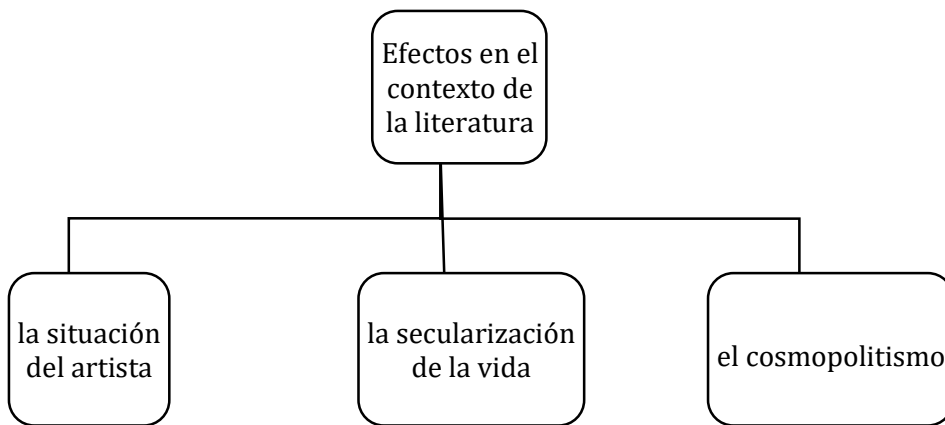 Efectos en el
contexto de
la literatura
la situación
del artista
la secularización
de la vida
el cosmopolitismo